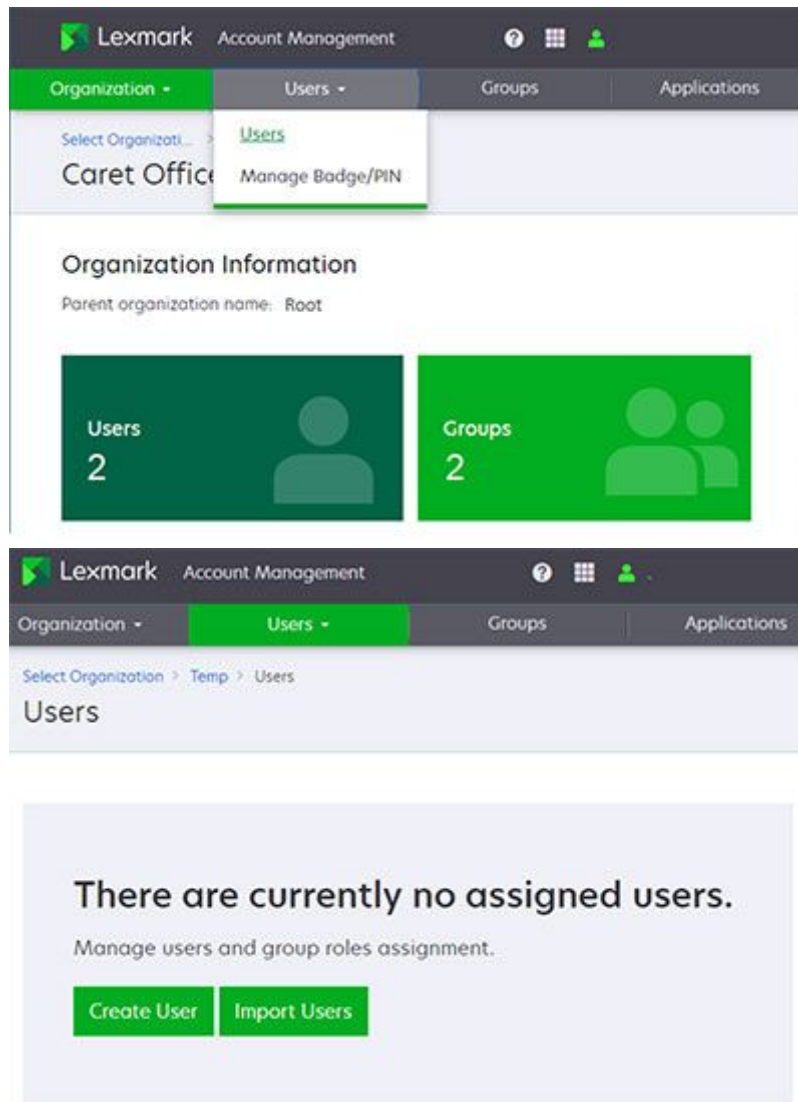 Lexmark Account Management
Organization Users Groups Applications
Select Organizati... >
Users
Caret Office
Manage Badge/PIN
Organization Information
Parent organization name: Root
Users
2
Groups
2
Lexmark Account Management
Organization Users Groups Applications
Select Organization > Temp > Users
Users
There are currently no assigned users.
Manage users and group roles assignment.
Create User Import Users